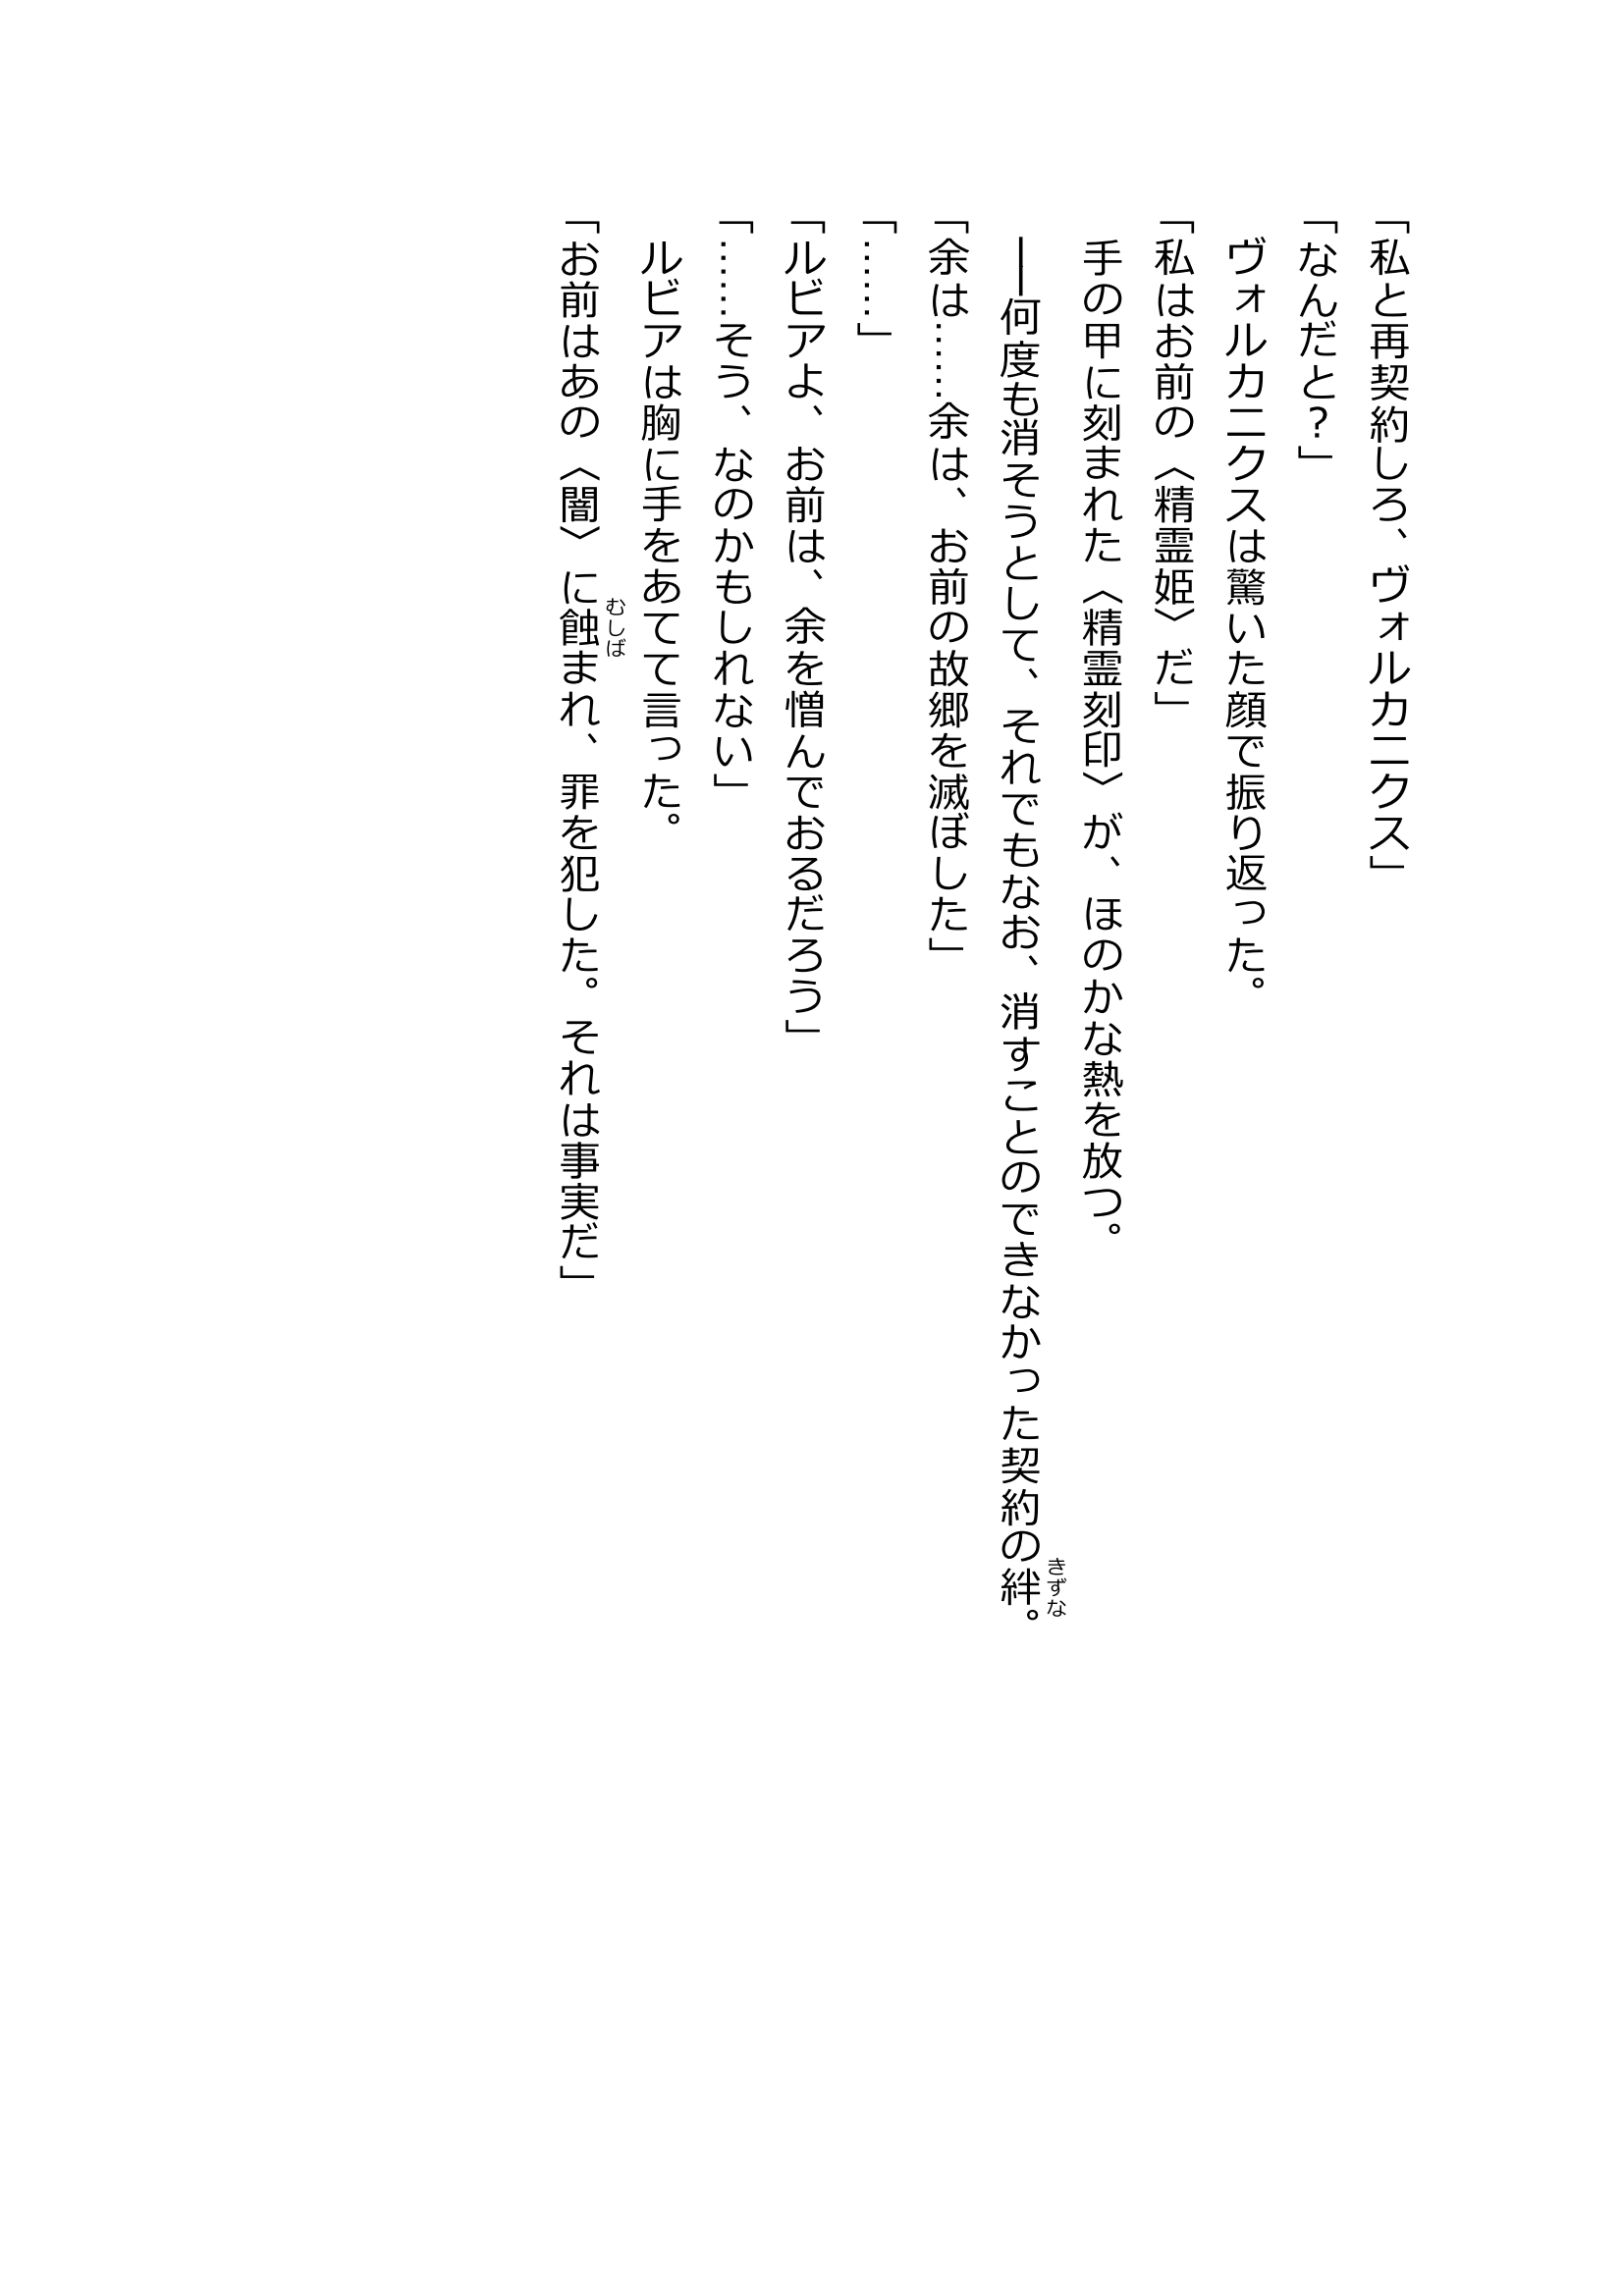 「私と再契約しろ、ヴォルカニクス」
「なんだと?」
　ヴォルカニクスは驚いた顔で振り返った。
「私はお前の〈精霊姫〉だ」
　手の甲に刻まれた〈精霊刻印〉が、ほのかな熱を放つ。
　――何度も消そうとして、それでもなお、消すことのできなかった契約の絆。
きずな
「余は……余は、お前の故郷を滅ぼした」
「……」
「ルビアよ、お前は、余を憎んでおるだろう」
「……そう、なのかもしれない」
　ルビアは胸に手をあてて言った。
「お前はあの〈闇〉に蝕まれ、罪を犯した。それは事実だ」
むしば